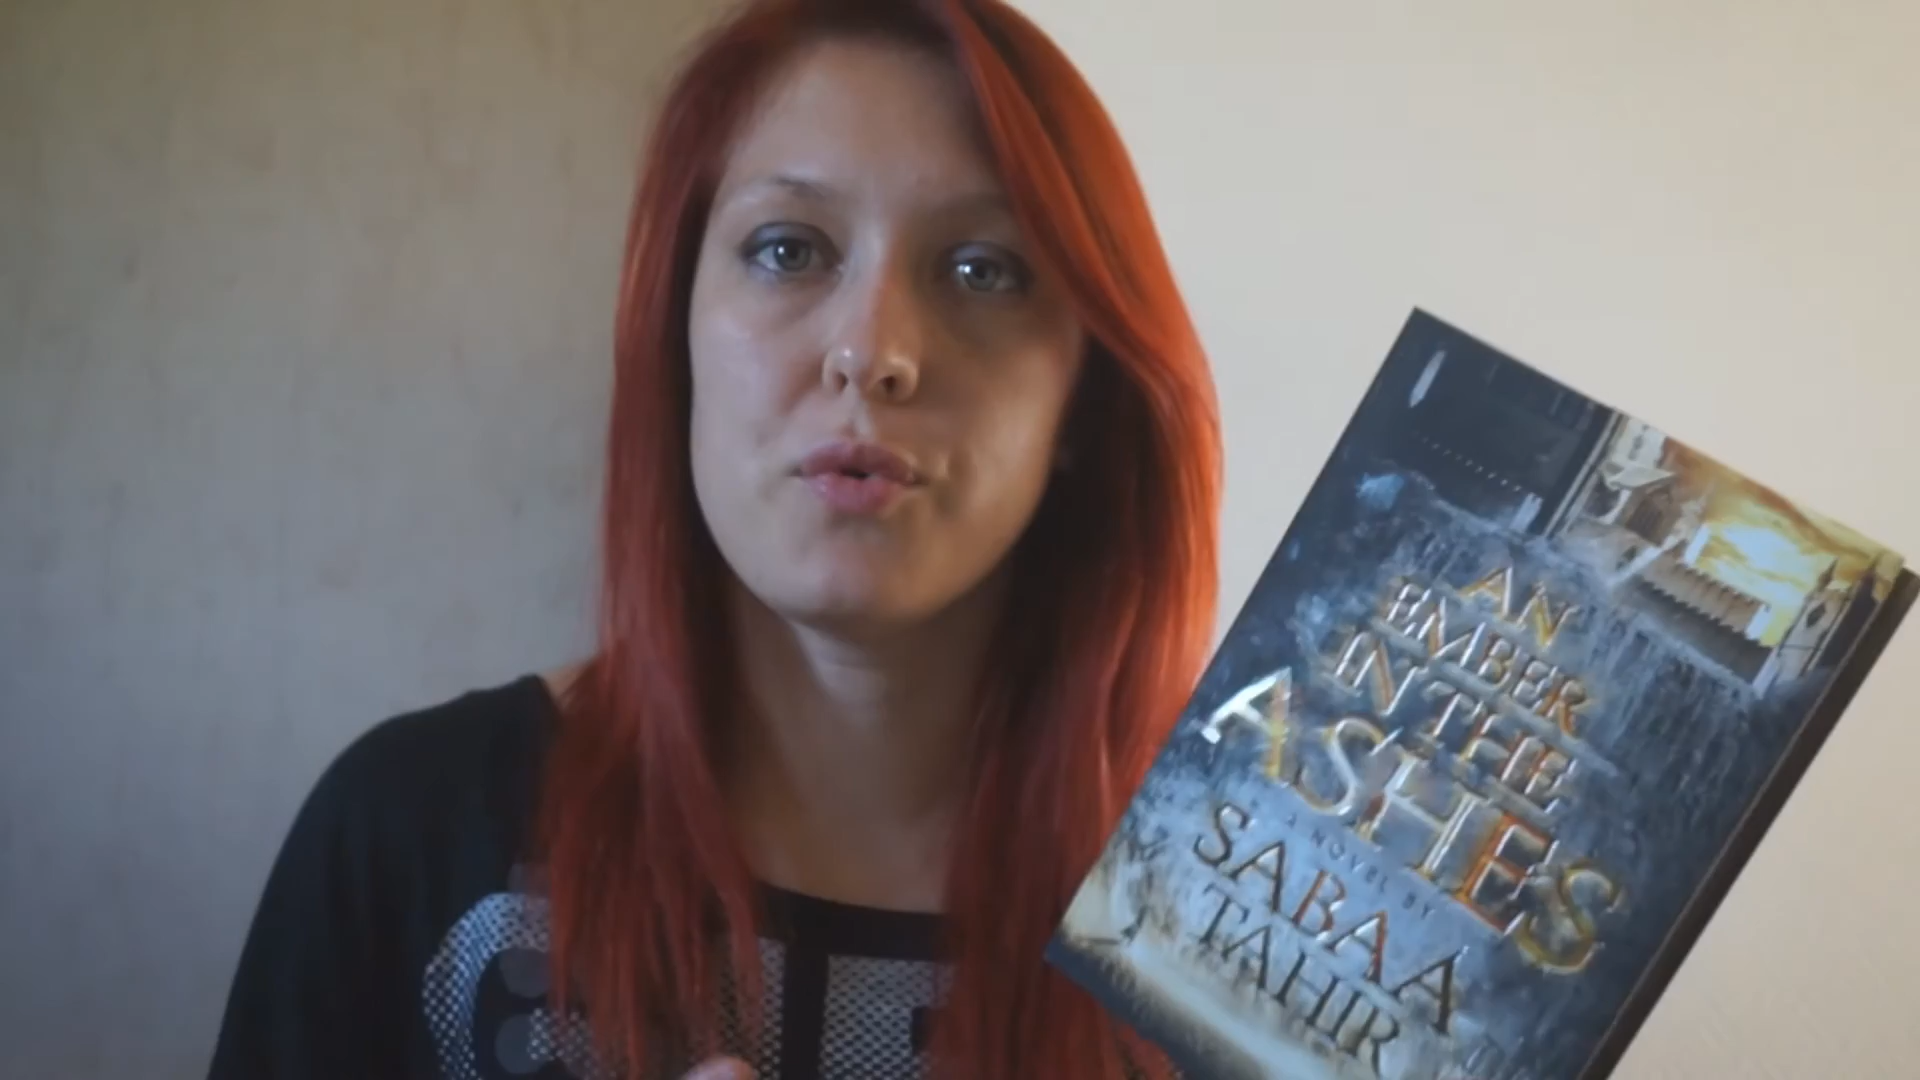 AN
EMBER
IN THE
ASHES
A NOVEL BY
SABAA
TAHIR